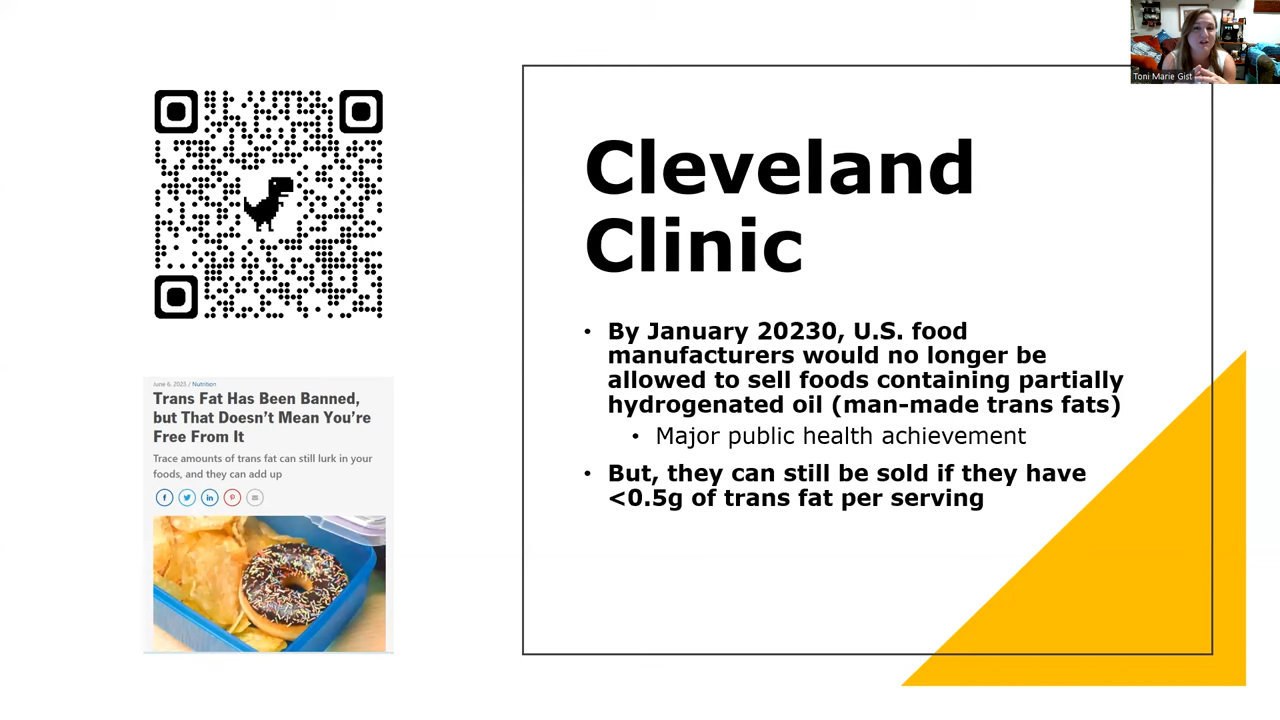 Toni Marie Gist
Cleveland
Clinic
• By January 20230, U.S. food
manufacturers would no longer be
allowed to sell foods containing partially
hydrogenated oil (man-made trans fats)
• Major public health achievement
• But, they can still be sold if they have
<0.5g of trans fat per serving
June 6, 2023 / Nutrition
Trans Fat Has Been Banned,
but That Doesn’t Mean You’re
Free From It
Trace amounts of trans fat can still lurk in your
foods, and they can add up